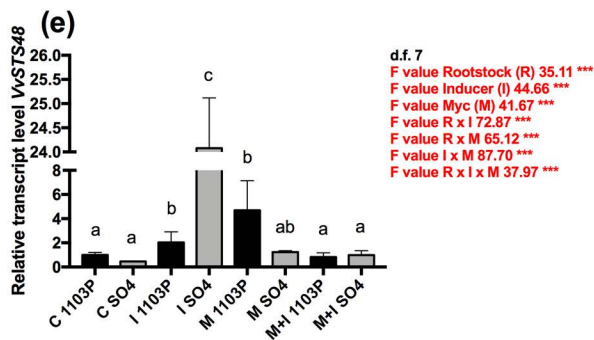 (e)
Relative transcript level VvSTS48
26.0
25.5
25.0
24.5
24.0
8
6
4
2
0
a
a
b
c
b
ab
a
a
C 1103P
C SO4
I 1103P
I SO4
M 1103P
M SO4
M+I 1103P
M+I SO4
d.f. 7
F value Rootstock (R) 35.11 ***
F value Inducer (I) 44.66 ***
F value Myc (M) 41.67 ***
F value R x I 72.87 ***
F value R x M 65.12 ***
F value I x M 87.70 ***
F value R x I x M 37.97 ***